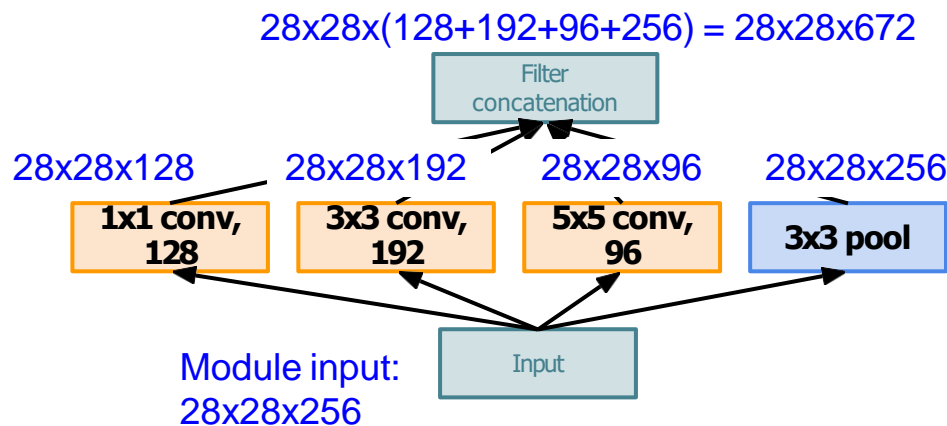 28x28x(128+192+96+256) = 28x28x672
Filter
concatenation
28x28x128
28x28x192
28x28x96
28x28x256
1x1 conv,
128
3x3 conv,
192
5x5 conv,
96
3x3 pool
Input
Module input:
28x28x256